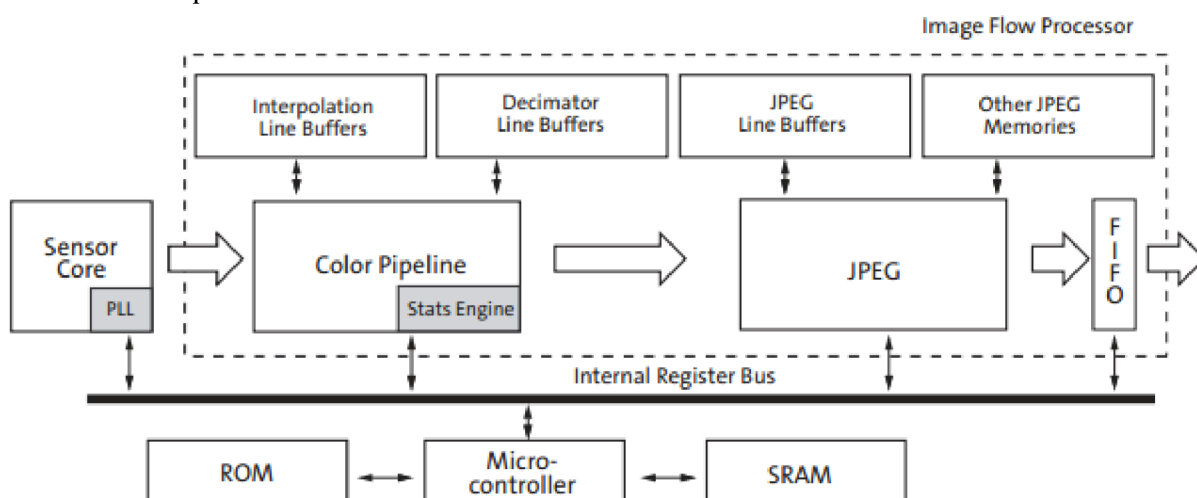 Image Flow Processor
Interpolation
Line Buffers
Decimator
Line Buffers
JPEG
Line Buffers
Other JPEG
Memories
Sensor
Core
PLL
Color Pipeline
Stats Engine
JPEG
F
I
F
O
Internal Register Bus
ROM
Micro-
controller
SRAM